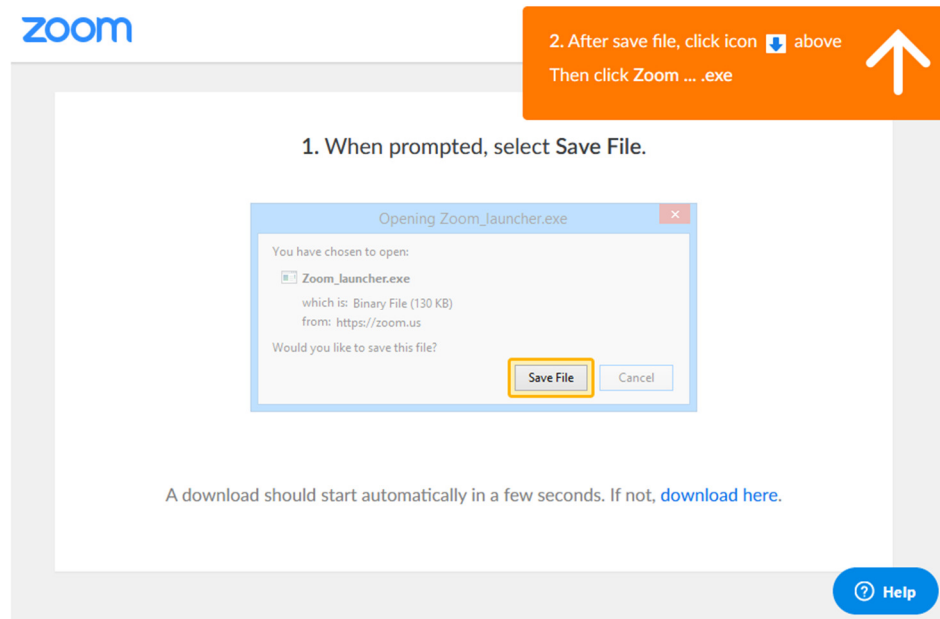 zoom
2. After save file, click icon above
Then click Zoom ... .exe
1. When prompted, select Save File.
Opening Zoom_launcher.exe
You have chosen to open:
Zoom_launcher.exe
which is: Binary File (130 KB)
from: https://zoom.us
Would you like to save this file?
Save File Cancel
A download should start automatically in a few seconds. If not, download here.
Help